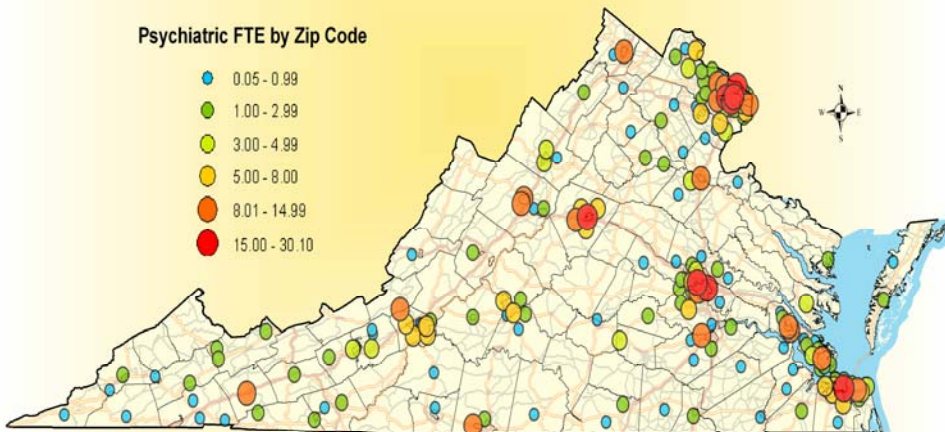 Psychiatric FTE by Zip Code
0.05 - 0.99
1.00 - 2.99
3.00 - 4.99
5.00 - 8.00
8.01 - 14.99
15.00 - 30.10
N
W E
S